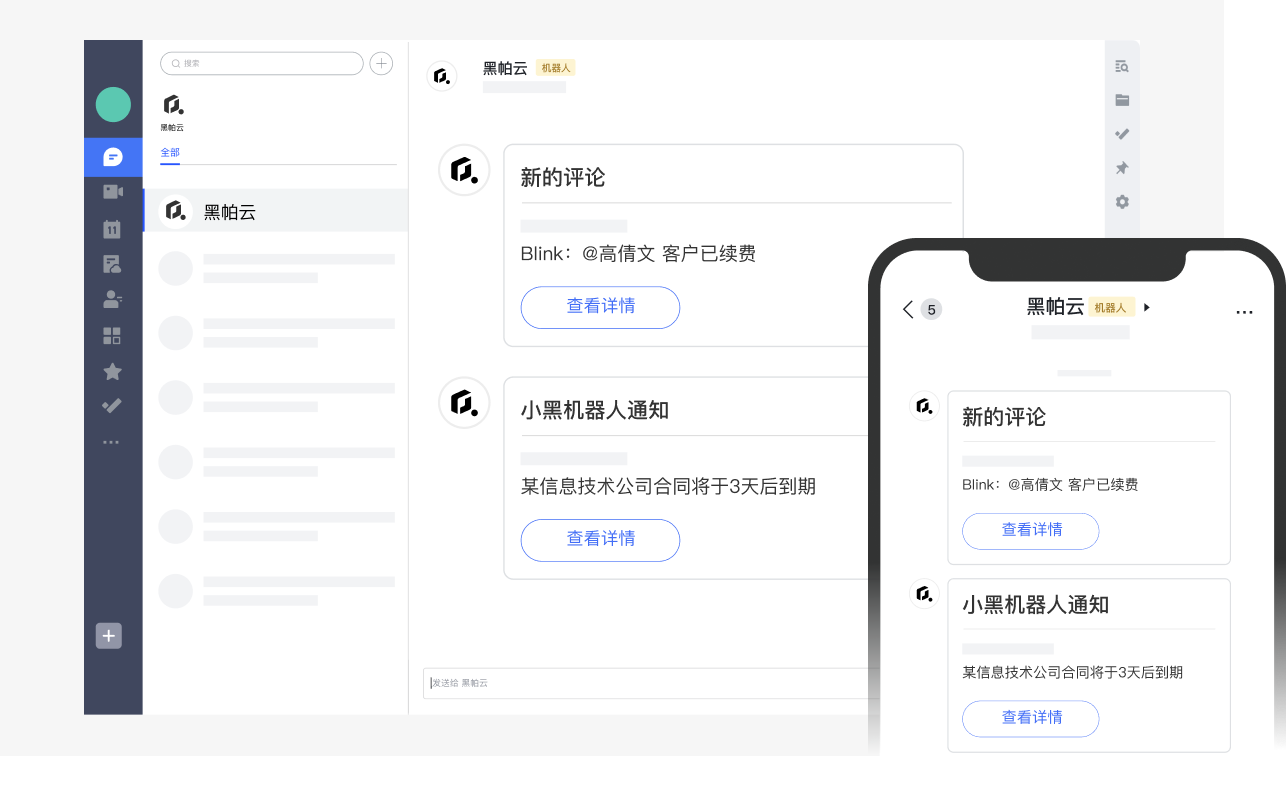 搜索
黑帕云
全部
黑帕云
11
黑帕云 机器人
新的评论
Blink：@高倩文 客户已续费
查看详情
小黑机器人通知
某信息技术公司合同将于3天后到期
查看详情
发送给 黑帕云
5 黑帕云 机器人
新的评论
Blink：@高倩文 客户已续费
查看详情
小黑机器人通知
某信息技术公司合同将于3天后到期
查看详情